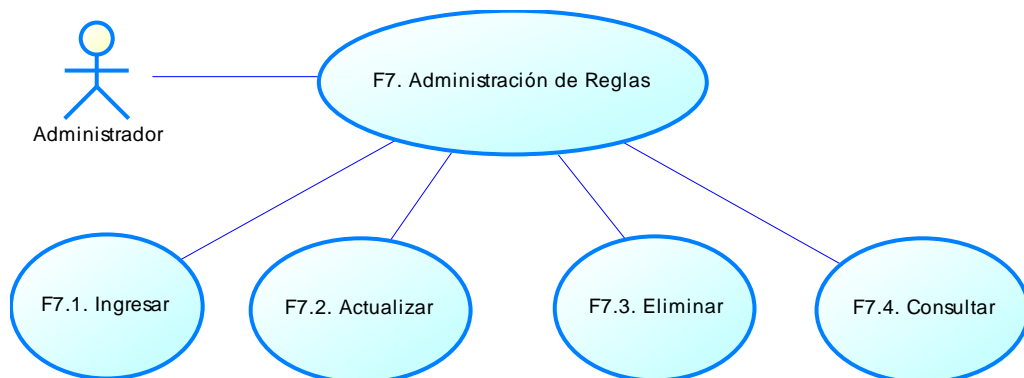 F7. Administración de Reglas
Administrador
F7.1. Ingresar
F7.2. Actualizar
F7.3. Eliminar
F7.4. Consultar